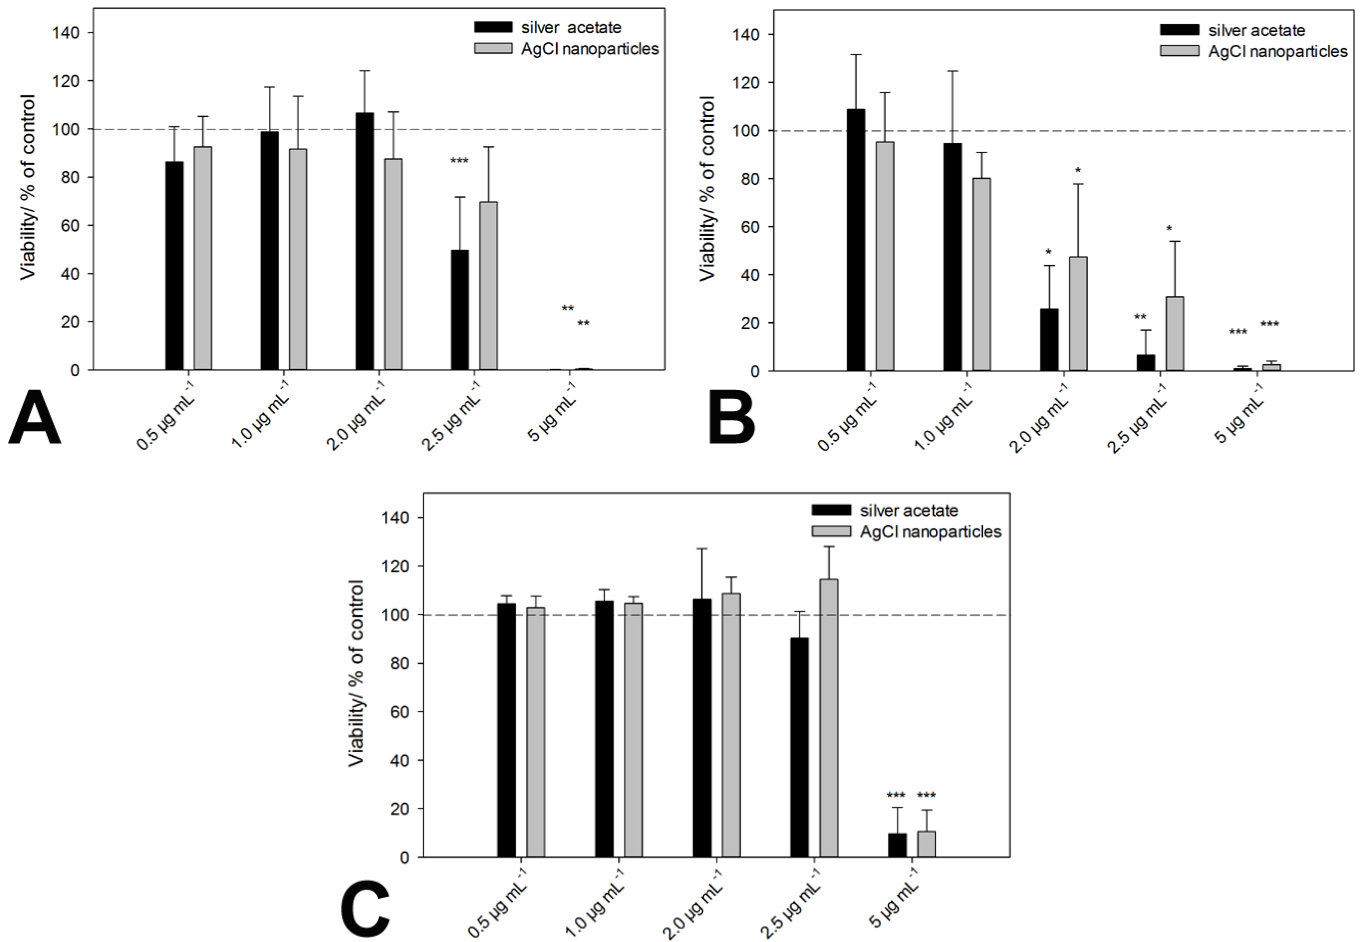 silver acetate
AgCl nanoparticles
Viability/ % of control
140
120
100
80
60
40
20
0
***
**
**
0.5 µg mL⁻¹
1.0 µg mL⁻¹
2.0 µg mL⁻¹
2.5 µg mL⁻¹
5 µg mL⁻¹
A
silver acetate
AgCl nanoparticles
Viability/ % of control
140
120
100
80
60
40
20
0
*
*
**
*
***
***
0.5 µg mL⁻¹
1.0 µg mL⁻¹
2.0 µg mL⁻¹
2.5 µg mL⁻¹
5 µg mL⁻¹
B
silver acetate
AgCl nanoparticles
Viability/ % of control
140
120
100
80
60
40
20
0
***
***
0.5 µg mL⁻¹
1.0 µg mL⁻¹
2.0 µg mL⁻¹
2.5 µg mL⁻¹
5 µg mL⁻¹
C